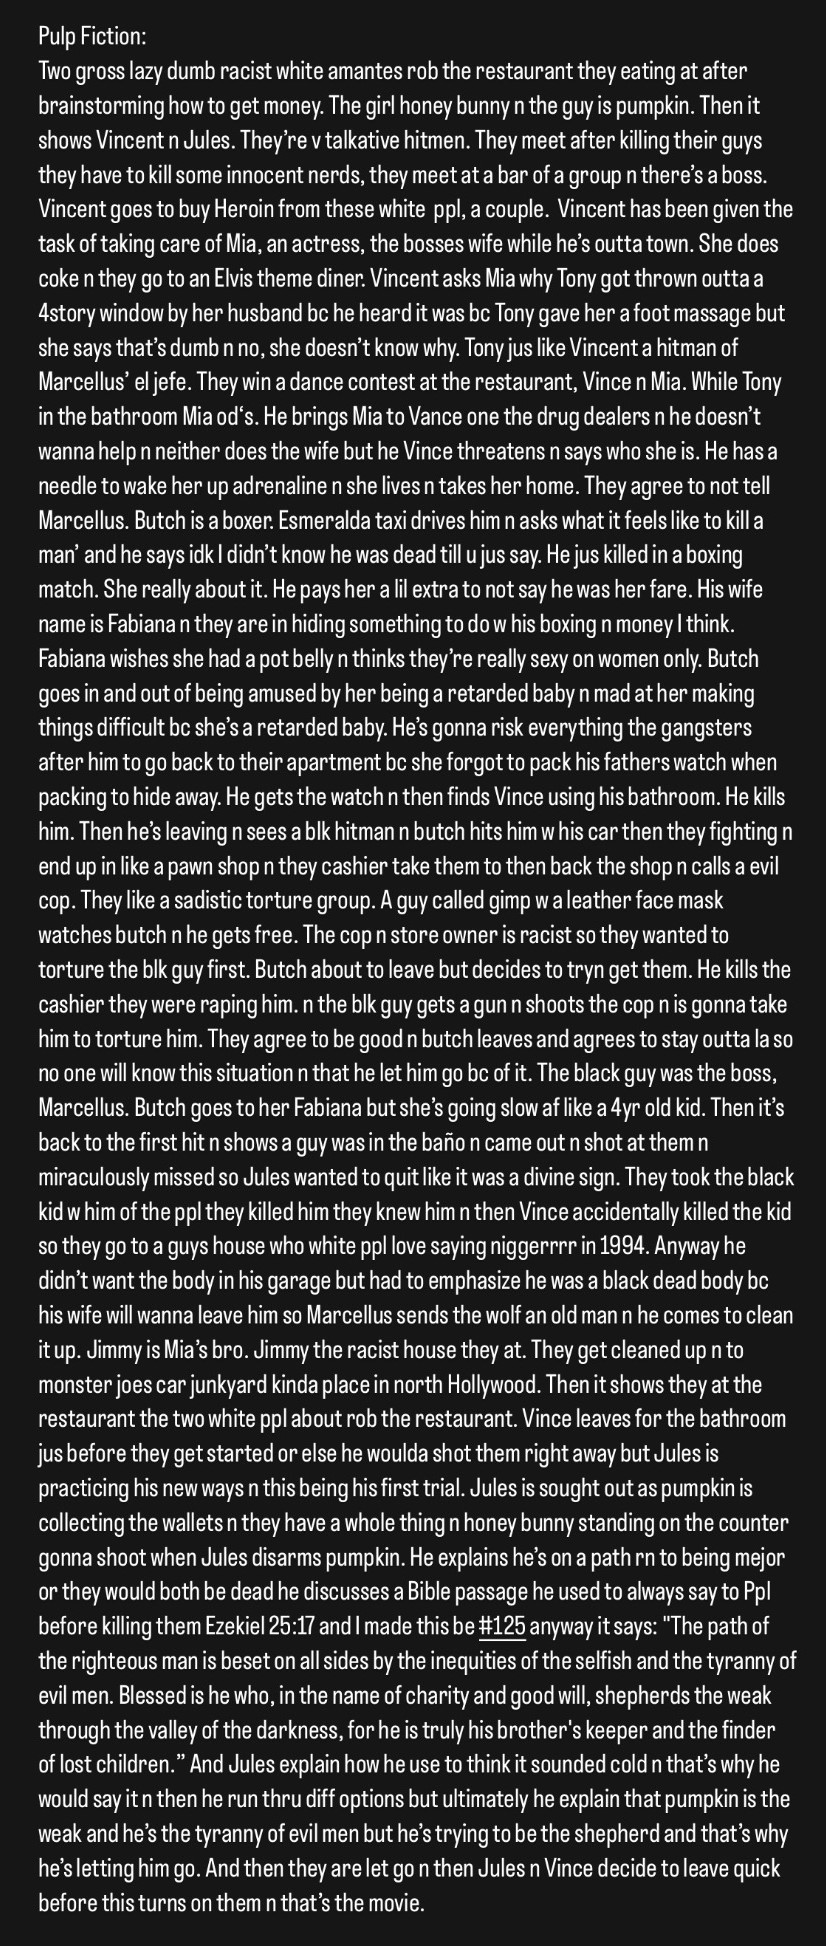 Pulp Fiction:
Two gross lazy dumb racist white amantes rob the restaurant they eating at after
brainstorming how to get money. The girl honey bunny n the guy is pumpkin. Then it
shows Vincent n Jules. They’re v talkative hitmen. They meet after killing their guys
they have to kill some innocent nerds, they meet at a bar of a group n there’s a boss.
Vincent goes to buy Heroin from these white  ppl, a couple.  Vincent has been given the
task of taking care of Mia, an actress, the bosses wife while he’s outta town. She does
coke n they go to an Elvis theme diner. Vincent asks Mia why Tony got thrown outta a
4story window by her husband bc he heard it was bc Tony gave her a foot massage but
she says that’s dumb n no, she doesn’t know why. Tony jus like Vincent a hitman of
Marcellus’ el jefe. They win a dance contest at the restaurant, Vince n Mia. While Tony
in the bathroom Mia od‘s. He brings Mia to Vance one the drug dealers n he doesn’t
wanna help n neither does the wife but he Vince threatens n says who she is. He has a
needle to wake her up adrenaline n she lives n takes her home. They agree to not tell
Marcellus. Butch is a boxer. Esmeralda taxi drives him n asks what it feels like to kill a
man’ and he says idk I didn’t know he was dead till u jus say. He jus killed in a boxing
match. She really about it. He pays her a lil extra to not say he was her fare. His wife
name is Fabiana n they are in hiding something to do w his boxing n money I think.
Fabiana wishes she had a pot belly n thinks they’re really sexy on women only. Butch
goes in and out of being amused by her being a retarded baby n mad at her making
things difficult bc she’s a retarded baby. He’s gonna risk everything the gangsters
after him to go back to their apartment bc she forgot to pack his fathers watch when
packing to hide away. He gets the watch n then finds Vince using his bathroom. He kills
him. Then he’s leaving n sees a blk hitman n butch hits him w his car then they fighting n
end up in like a pawn shop n they cashier take them to then back the shop n calls a evil
cop. They like a sadistic torture group. A guy called gimp w a leather face mask
watches butch n he gets free. The cop n store owner is racist so they wanted to
torture the blk guy first. Butch about to leave but decides to tryn get them. He kills the
cashier they were raping him. n the blk guy gets a gun n shoots the cop n is gonna take
him to torture him. They agree to be good n butch leaves and agrees to stay outta la so
no one will know this situation n that he let him go bc of it. The black guy was the boss,
Marcellus. Butch goes to her Fabiana but she’s going slow af like a 4yr old kid. Then it’s
back to the first hit n shows a guy was in the baño n came out n shot at them n
miraculously missed so Jules wanted to quit like it was a divine sign. They took the black
kid w him of the ppl they killed him they knew him n then Vince accidentally killed the kid
so they go to a guys house who white ppl love saying niggerrrr in 1994. Anyway he
didn’t want the body in his garage but had to emphasize he was a black dead body bc
his wife will wanna leave him so Marcellus sends the wolf an old man n he comes to clean
it up. Jimmy is Mia’s bro. Jimmy the racist house they at. They get cleaned up n to
monster joes car junkyard kinda place in north Hollywood. Then it shows they at the
restaurant the two white ppl about rob the restaurant. Vince leaves for the bathroom
jus before they get started or else he woulda shot them right away but Jules is
practicing his new ways n this being his first trial. Jules is sought out as pumpkin is
collecting the wallets n they have a whole thing n honey bunny standing on the counter
gonna shoot when Jules disarms pumpkin. He explains he’s on a path rn to being mejor
or they would both be dead he discusses a Bible passage he used to always say to Ppl
before killing them Ezekiel 25:17 and I made this be #125 anyway it says: "The path of
the righteous man is beset on all sides by the inequities of the selfish and the tyranny of
evil men. Blessed is he who, in the name of charity and good will, shepherds the weak
through the valley of the darkness, for he is truly his brother's keeper and the finder
of lost children.” And Jules explain how he use to think it sounded cold n that’s why he
would say it n then he run thru diff options but ultimately he explain that pumpkin is the
weak and he’s the tyranny of evil men but he’s trying to be the shepherd and that’s why
he’s letting him go. And then they are let go n then Jules n Vince decide to leave quick
before this turns on them n that’s the movie.